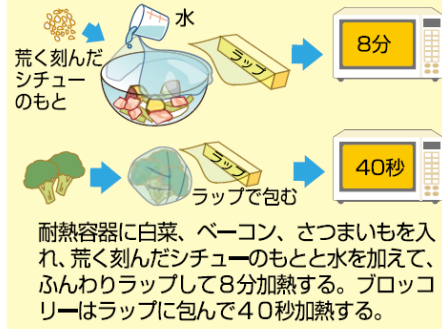 水
荒く刻んだ
シチュー
のもと
ラップ
8分
ラップ
ラップで包む
40秒
耐熱容器に白菜、ベーコン、さつまいもを入
れ、荒く刻んだシチューのもとと水を加えて、
ふんわりラップして8分加熱する。ブロッコ
リーはラップに包んで40秒加熱する。